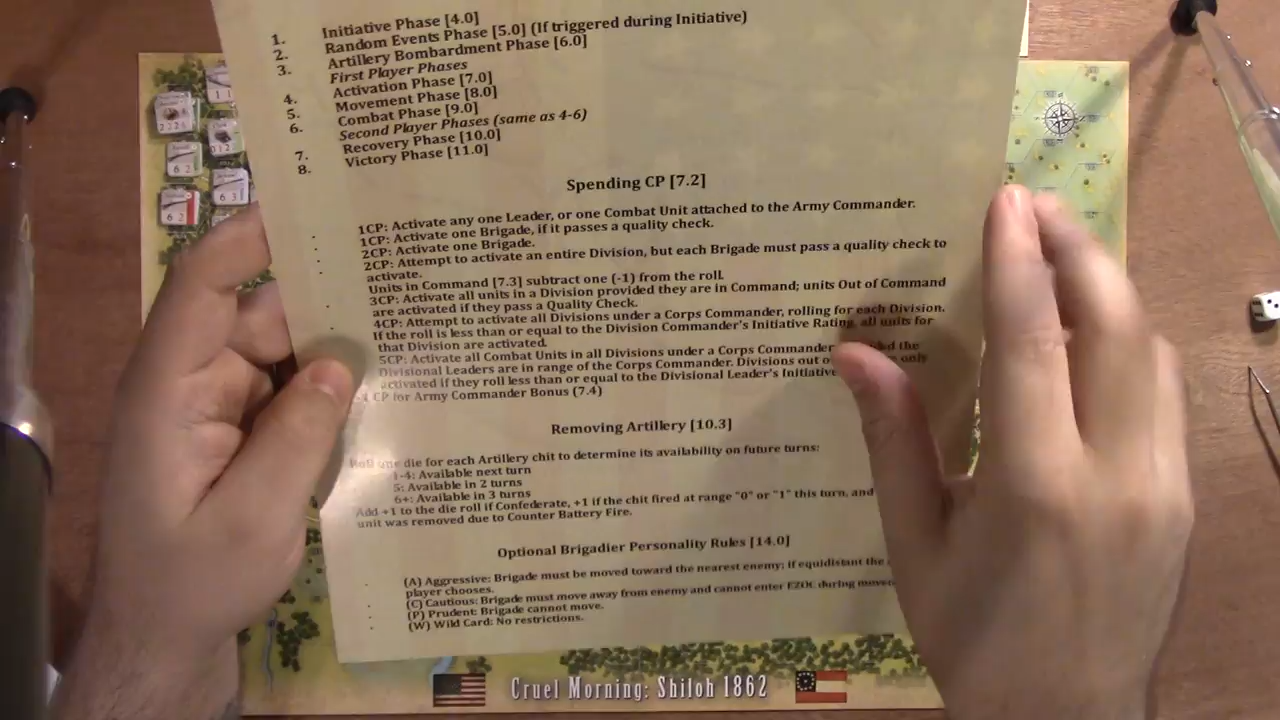 1. Initiative Phase [4.0]
2. Random Events Phase [5.0] (If triggered during Initiative)
3. Artillery Bombardment Phase [6.0]
First Player Phases
4. Activation Phase [7.0]
5. Movement Phase [8.0]
6. Combat Phase [9.0]
Second Player Phases (same as 4-6)
7. Recovery Phase [10.0]
8. Victory Phase [11.0]
Spending CP [7.2]
1CP: Activate any one Leader, or one Combat Unit attached to the Army Commander.
1CP: Activate one Brigade, if it passes a quality check.
2CP: Activate one Brigade.
2CP: Attempt to activate an entire Division, but each Brigade must pass a quality check to
activate.
Units in Command [7.3] subtract one (-1) from the roll.
3CP: Activate all units in a Division provided they are in Command; units Out of Command
are activated if they pass a Quality Check.
4CP: Attempt to activate all Divisions under a Corps Commander, rolling for each Division.
If the roll is less than or equal to the Division Commander's Initiative Rating, all units for
that Division are activated.
5CP: Activate all Combat Units in all Divisions under a Corps Commander the
Divisional Leaders are in range of the Corps Commander. Divisions out only
activated if they roll less than or equal to the Divisional Leader's Initiative
-1 CP for Army Commander Bonus (7.4)
Removing Artillery [10.3]
Roll one die for each Artillery chit to determine its availability on future turns:
1-4: Available next turn
5: Available in 2 turns
6+: Available in 3 turns
Add +1 to the die roll if Confederate, +1 if the chit fired at range "0" or "1" this turn, and
unit was removed due to Counter Battery Fire.
Optional Brigadier Personality Rules [14.0]
(A) Aggressive: Brigade must be moved toward the nearest enemy; if equidistant the
player chooses.
(C) Cautious: Brigade must move away from enemy and cannot enter EZOC during
(P) Prudent: Brigade cannot move.
(W) Wild Card: No restrictions.
6 2
6 3
6 2
Cruel Morning: Shiloh 1862